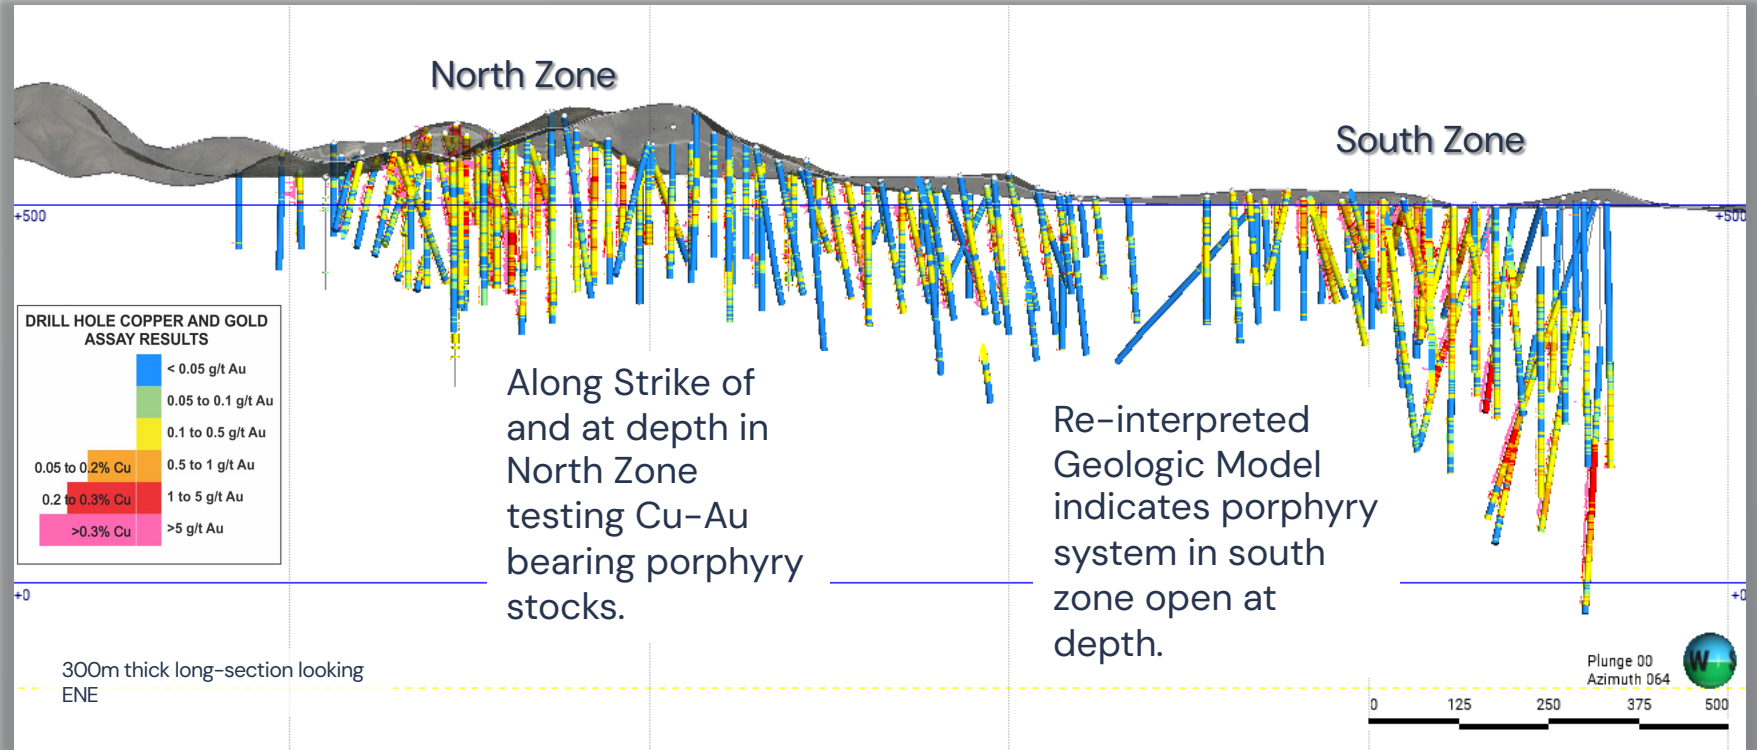 North Zone
South Zone
+500
+500
DRILL HOLE COPPER AND GOLD
ASSAY RESULTS
< 0.05 g/t Au
0.05 to 0.1 g/t Au
0.1 to 0.5 g/t Au
0.05 to 0.2% Cu 0.5 to 1 g/t Au
0.2 to 0.3% Cu 1 to 5 g/t Au
>0.3% Cu >5 g/t Au
Along Strike of
and at depth in
North Zone
testing Cu-Au
bearing porphyry
stocks.
Re-interpreted
Geologic Model
indicates porphyry
system in south
zone open at
depth.
+0
+0
300m thick long-section looking
ENE
Plunge 00
Azimuth 064
W S
0 125 250 375 500